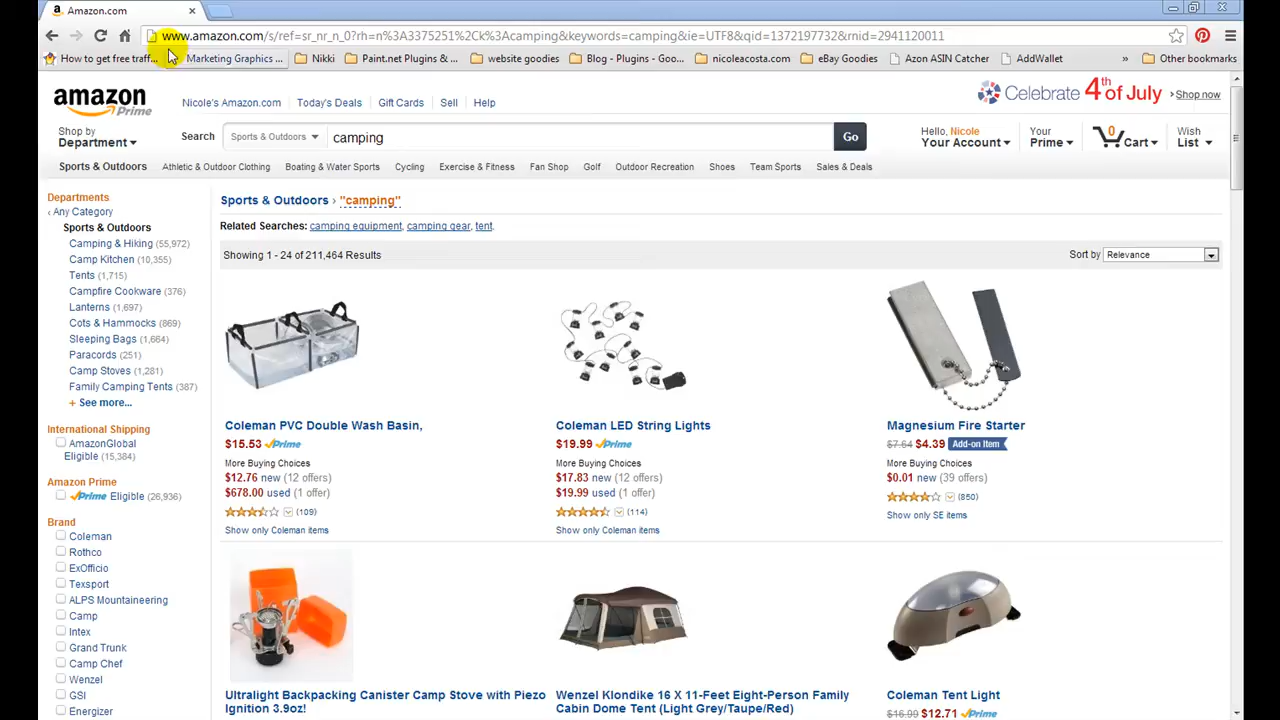 Amazon.com
www.amazon.com/s/ref=sr_nr_n_0?rh=n%3A3375251%2Ck%3Acamping&keywords=camping&ie=UTF8&qid=1372197732&rnid=2941120011
How to get free traff... Marketing Graphics ... Nikki Paint.net Plugins &... website goodies Blog - Plugins - Goo... nicoleacosta.com eBay Goodies Azon ASIN Catcher AddWallet » Other bookmarks
amazon Prime
Nicole's Amazon.com Today's Deals Gift Cards Sell Help
Celebrate 4th of July › Shop now
Shop by Department
Search Sports & Outdoors camping Go
Hello, Nicole Your Account
Your Prime
0 Cart
Wish List
Sports & Outdoors Athletic & Outdoor Clothing Boating & Water Sports Cycling Exercise & Fitness Fan Shop Golf Outdoor Recreation Shoes Team Sports Sales & Deals
Departments
‹ Any Category
Sports & Outdoors
Camping & Hiking (55,972)
Camp Kitchen (10,355)
Tents (1,715)
Campfire Cookware (376)
Lanterns (1,697)
Cots & Hammocks (869)
Sleeping Bags (1,664)
Paracords (251)
Camp Stoves (1,281)
Family Camping Tents (387)
+ See more...
International Shipping
AmazonGlobal
Eligible (15,384)
Amazon Prime
Prime Eligible (26,936)
Brand
Coleman
Rothco
ExOfficio
Texsport
ALPS Mountaineering
Camp
Intex
Grand Trunk
Camp Chef
Wenzel
GSI
Energizer
Sports & Outdoors › "camping"
Related Searches: camping equipment, camping gear, tent.
Showing 1 - 24 of 211,464 Results
Sort by Relevance
Coleman PVC Double Wash Basin,
$15.53 Prime
More Buying Choices
$12.76 new (12 offers)
$678.00 used (1 offer)
(109)
Show only Coleman items
Coleman LED String Lights
$19.99 Prime
More Buying Choices
$17.83 new (12 offers)
$19.99 used (1 offer)
(114)
Show only Coleman items
Magnesium Fire Starter
$7.64 $4.39 Add-on Item
More Buying Choices
$0.01 new (39 offers)
(850)
Show only SE items
Ultralight Backpacking Canister Camp Stove with Piezo
Ignition 3.9oz!
Wenzel Klondike 16 X 11-Feet Eight-Person Family
Cabin Dome Tent (Light Grey/Taupe/Red)
Coleman Tent Light
$16.99 $12.71 Prime